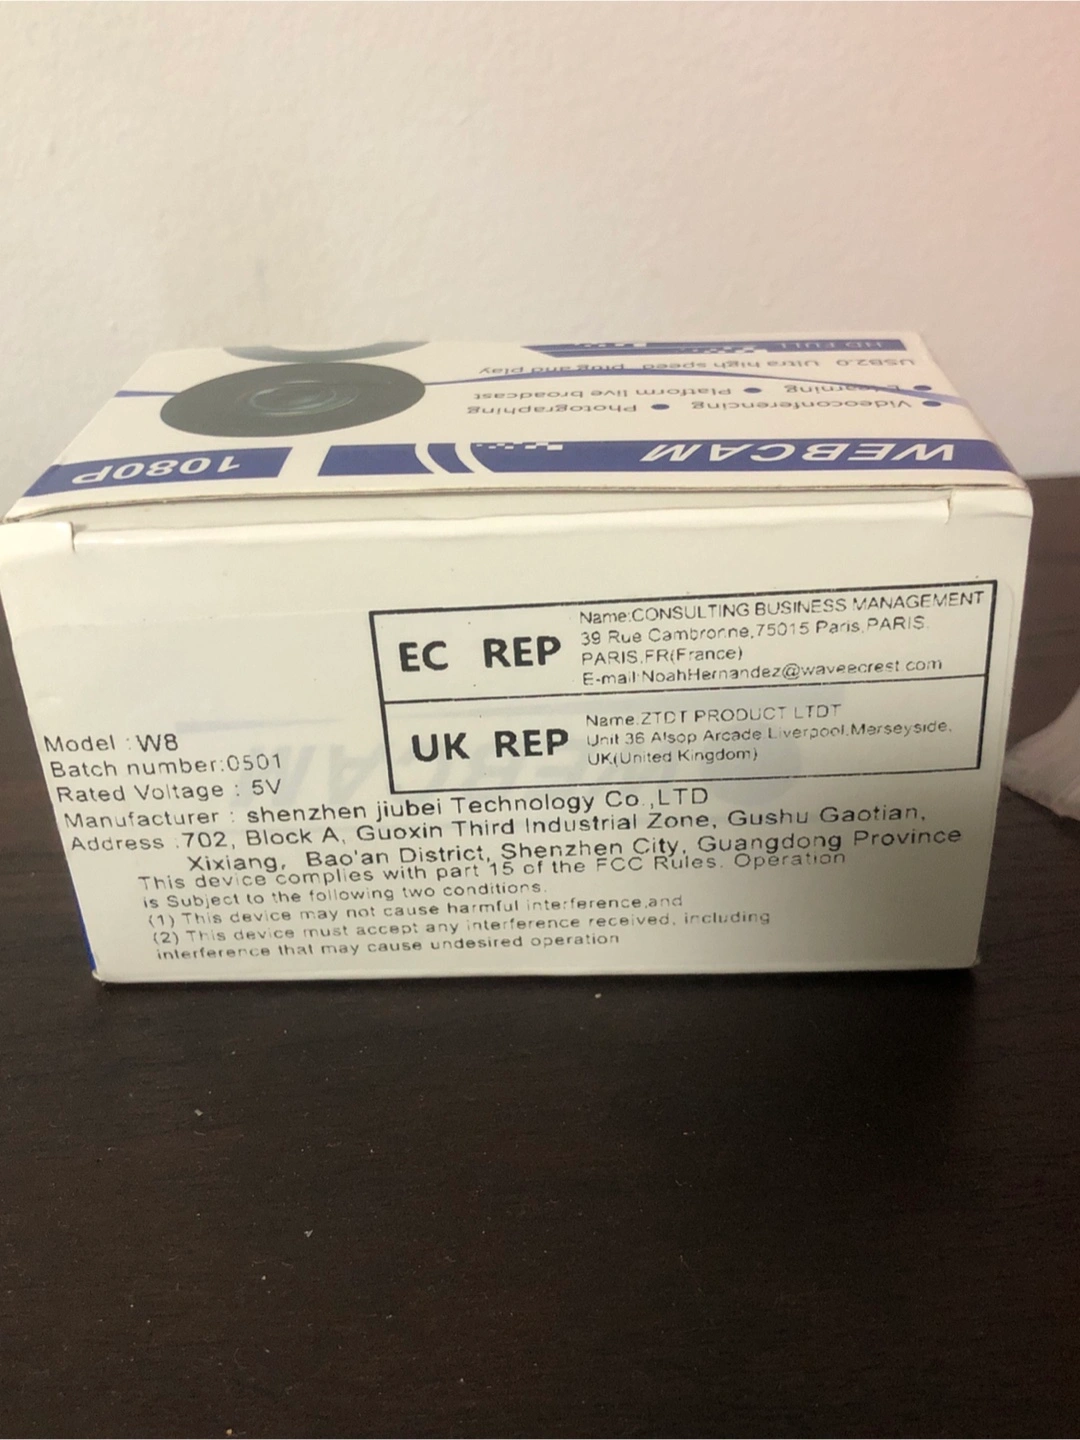 HD FULL
USB2.0 Ultra high speed plug and play
E-learning ● Platform live broadcast
● Videoconferencing ● Photographing
WEBCAM
1080P
EC REP
Name:CONSULTING BUSINESS MANAGEMENT
39 Rue Cambronne,75015 Paris,PARIS.
PARIS,FR(France)
E-mail:NoahHernandez@waveecrest.com
UK REP
Name:ZTDT PRODUCT LTDT
Unit 36 Alsop Arcade Liverpool,Merseyside,
UK(United Kingdom)
Model : W8
Batch number:0501
Rated Voltage : 5V
Manufacturer : shenzhen jiubei Technology Co.,LTD
Address :702, Block A, Guoxin Third Industrial Zone, Gushu Gaotian,
Xixiang, Bao'an District, Shenzhen City, Guangdong Province
This device complies with part 15 of the FCC Rules. Operation
is Subject to the following two conditions.
(1) This device may not cause harmful interference,and
(2) This device must accept any interference received, including
interference that may cause undesired operation